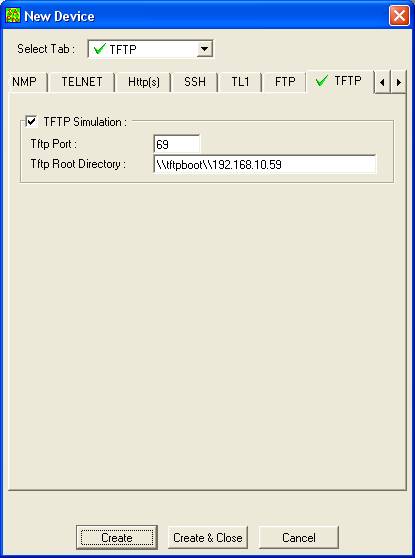 New Device
Select Tab : TFTP
NMP TELNET Http(s) SSH TL1 FTP TFTP
TFTP Simulation :
Tftp Port : 69
Tftp Root Directory : \\tftpboot\\192.168.10.59
Create Create & Close Cancel